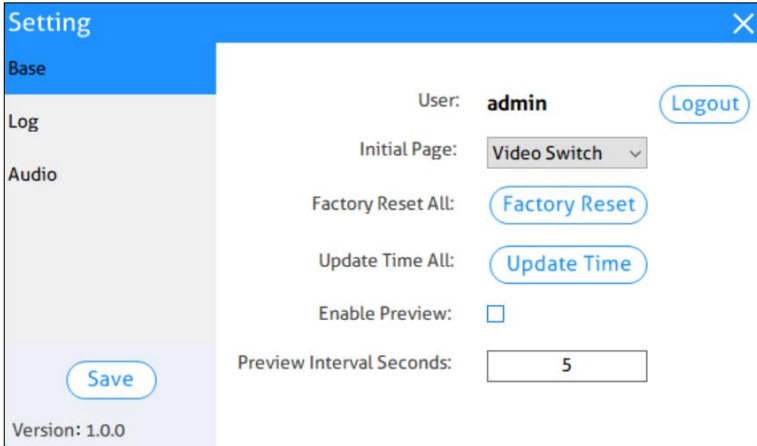 Setting
Base
Log
Audio
User: admin Logout
Initial Page: Video Switch
Factory Reset All: Factory Reset
Update Time All: Update Time
Enable Preview:
Preview Interval Seconds: 5
Save
Version: 1.0.0